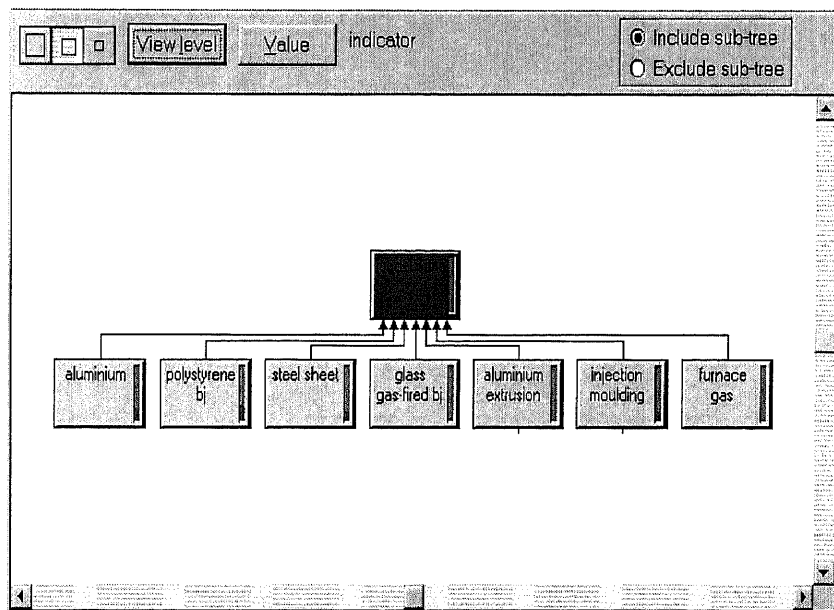 View level
Value
indicator
Include sub-tree
Exclude sub-tree
aluminium
polystyrene
bj
steel sheet
glass
gas-fired bj
aluminium
extrusion
injection
moulding
furnace
gas